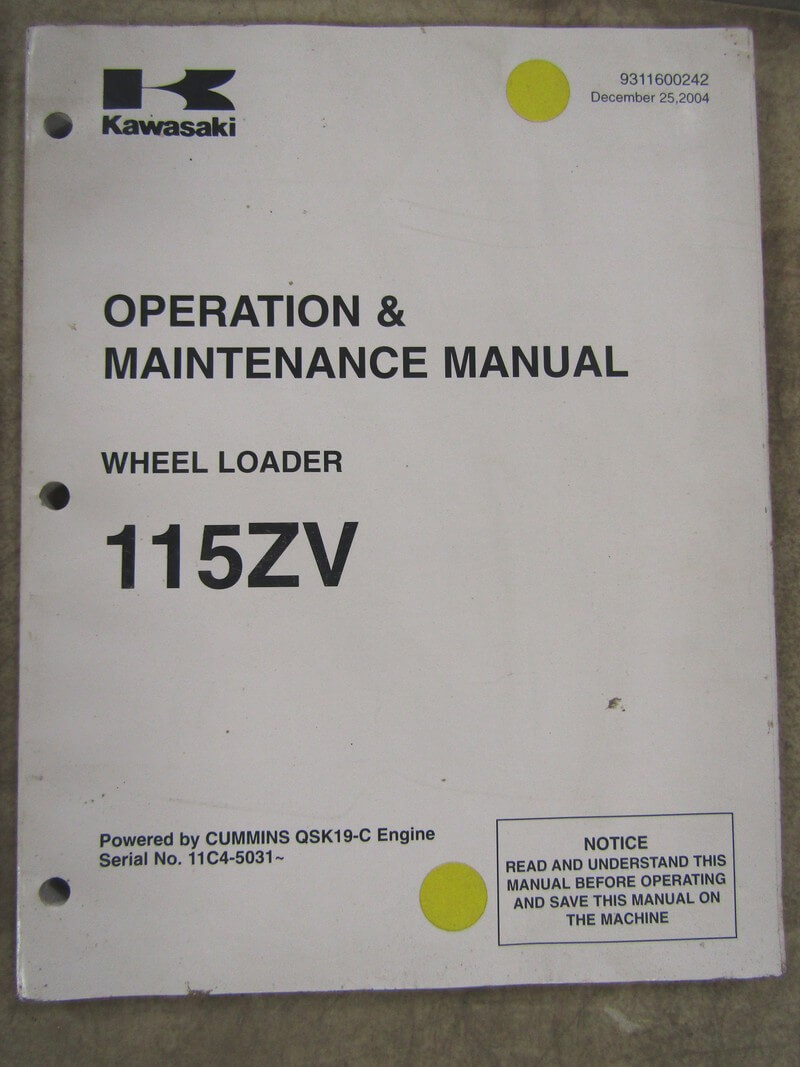 Kawasaki
9311600242
December 25,2004
OPERATION &
MAINTENANCE MANUAL
WHEEL LOADER
115ZV
Powered by CUMMINS QSK19-C Engine
Serial No. 11C4-5031~
NOTICE
READ AND UNDERSTAND THIS
MANUAL BEFORE OPERATING
AND SAVE THIS MANUAL ON
THE MACHINE